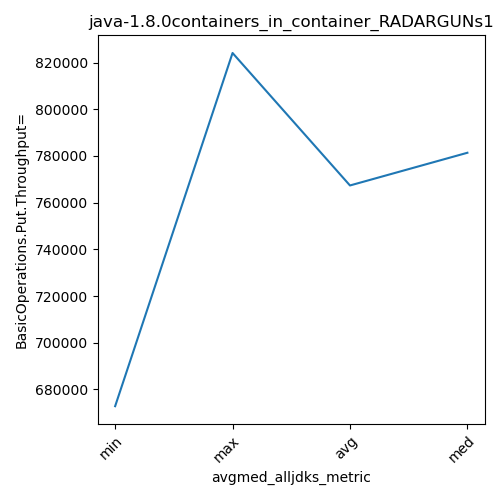 java-1.8.0containers_in_container_RADARGUNs1
820000
800000
780000
760000
740000
720000
700000
680000
BasicOperations.Put.Throughput=
min
max
avg
med
avgmed_alljdks_metric